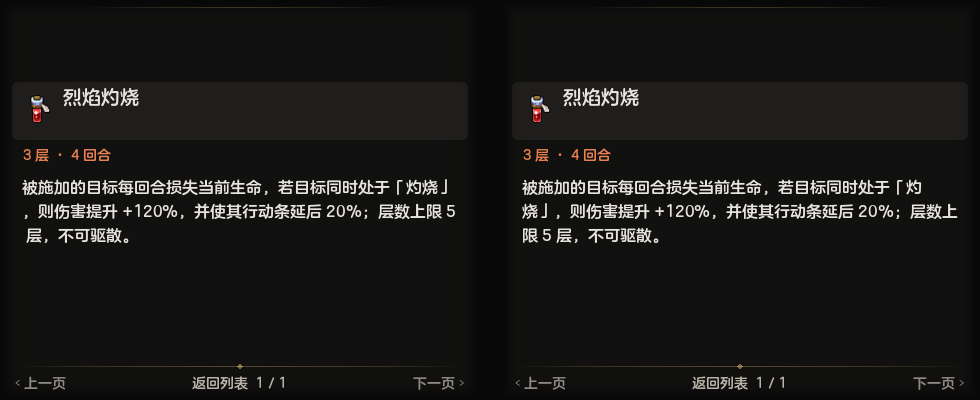 烈焰灼烧
3 层 · 4 回合
被施加的目标每回合损失当前生命，若目标同时处于「灼烧」
，则伤害提升 +120%，并使其行动条延后 20%；层数上限 5
层，不可驱散。
‹ 上一页 返回列表 1 / 1 下一页 ›
烈焰灼烧
3 层 · 4 回合
被施加的目标每回合损失当前生命，若目标同时处于「灼
烧」，则伤害提升 +120%，并使其行动条延后 20%；层数上
限 5 层，不可驱散。
‹ 上一页 返回列表 1 / 1 下一页 ›